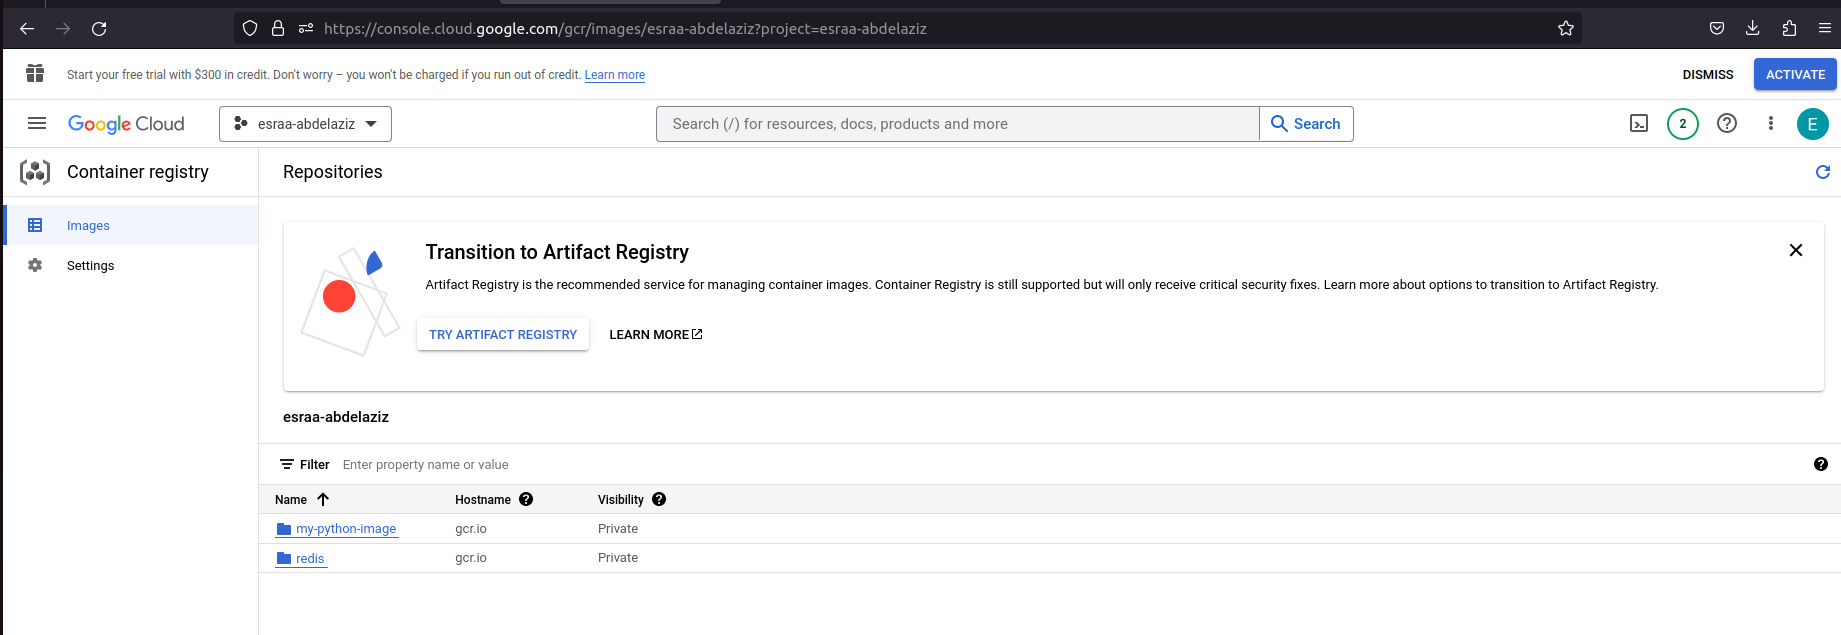 https://console.cloud.google.com/gcr/images/esraa-abdelaziz?project=esraa-abdelaziz
Start your free trial with $300 in credit. Don't worry – you won't be charged if you run out of credit. Learn more
DISMISS
ACTIVATE
Google Cloud
esraa-abdelaziz
Search (/) for resources, docs, products and more
Search
2
E
Container registry
Repositories
Images
Settings
Transition to Artifact Registry
Artifact Registry is the recommended service for managing container images. Container Registry is still supported but will only receive critical security fixes. Learn more about options to transition to Artifact Registry.
TRY ARTIFACT REGISTRY
LEARN MORE
esraa-abdelaziz
Filter Enter property name or value
Name Hostname Visibility
my-python-image gcr.io Private
redis gcr.io Private